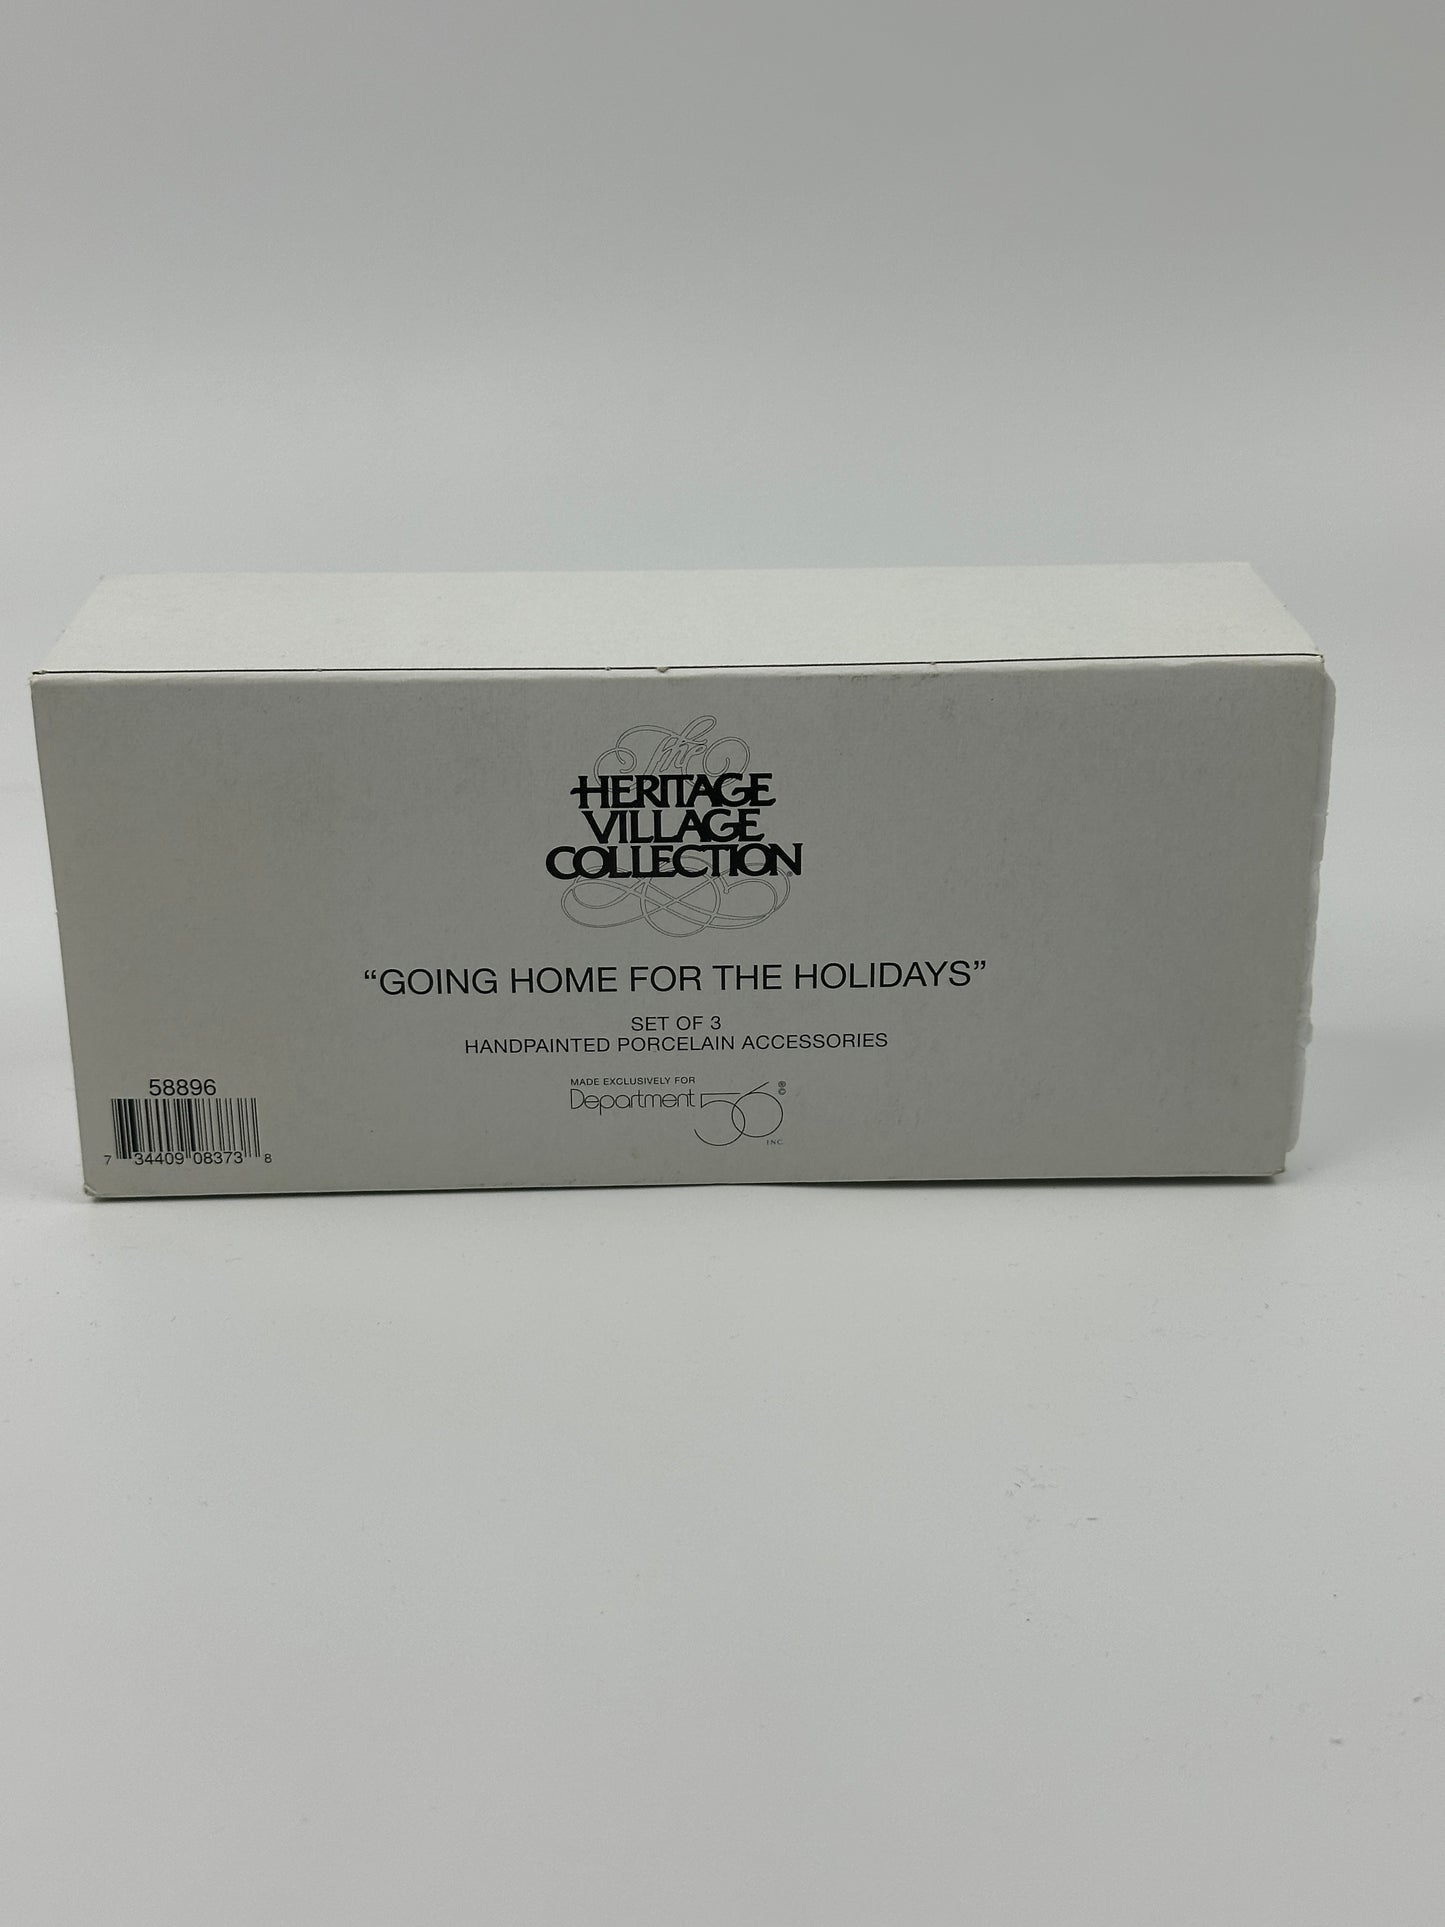 The
HERITAGE
VILLAGE
COLLECTION®
“GOING HOME FOR THE HOLIDAYS”
SET OF 3
HANDPAINTED PORCELAIN ACCESSORIES
MADE EXCLUSIVELY FOR
Department 56 ® ©
INC.
58896
7 34409 08373 8